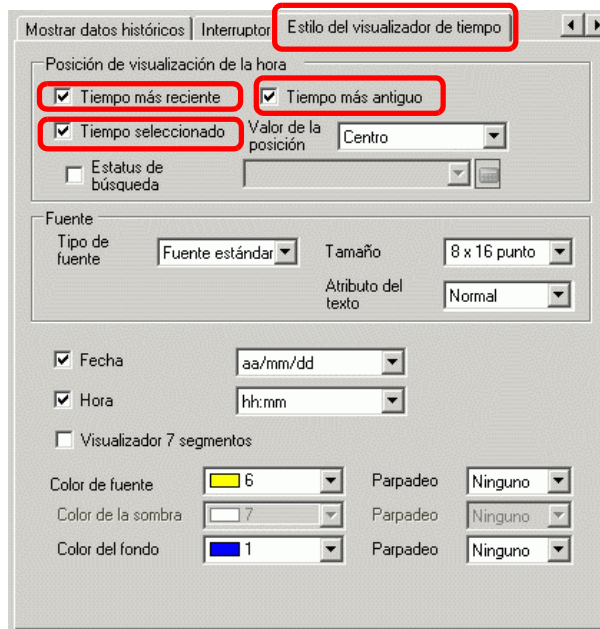 Mostrar datos históricos Interruptor Estilo del visualizador de tiempo
Posición de visualización de la hora
Tiempo más reciente Tiempo más antiguo
Tiempo seleccionado Valor de la posición Centro
Estatus de búsqueda
Fuente
Tipo de fuente Fuente estándar Tamaño 8 x 16 punto
Atributo del texto Normal
Fecha aa/mm/dd
Hora hh:mm
Visualizador 7 segmentos
Color de fuente 6 Parpadeo Ninguno
Color de la sombra 7 Parpadeo Ninguno
Color del fondo 1 Parpadeo Ninguno